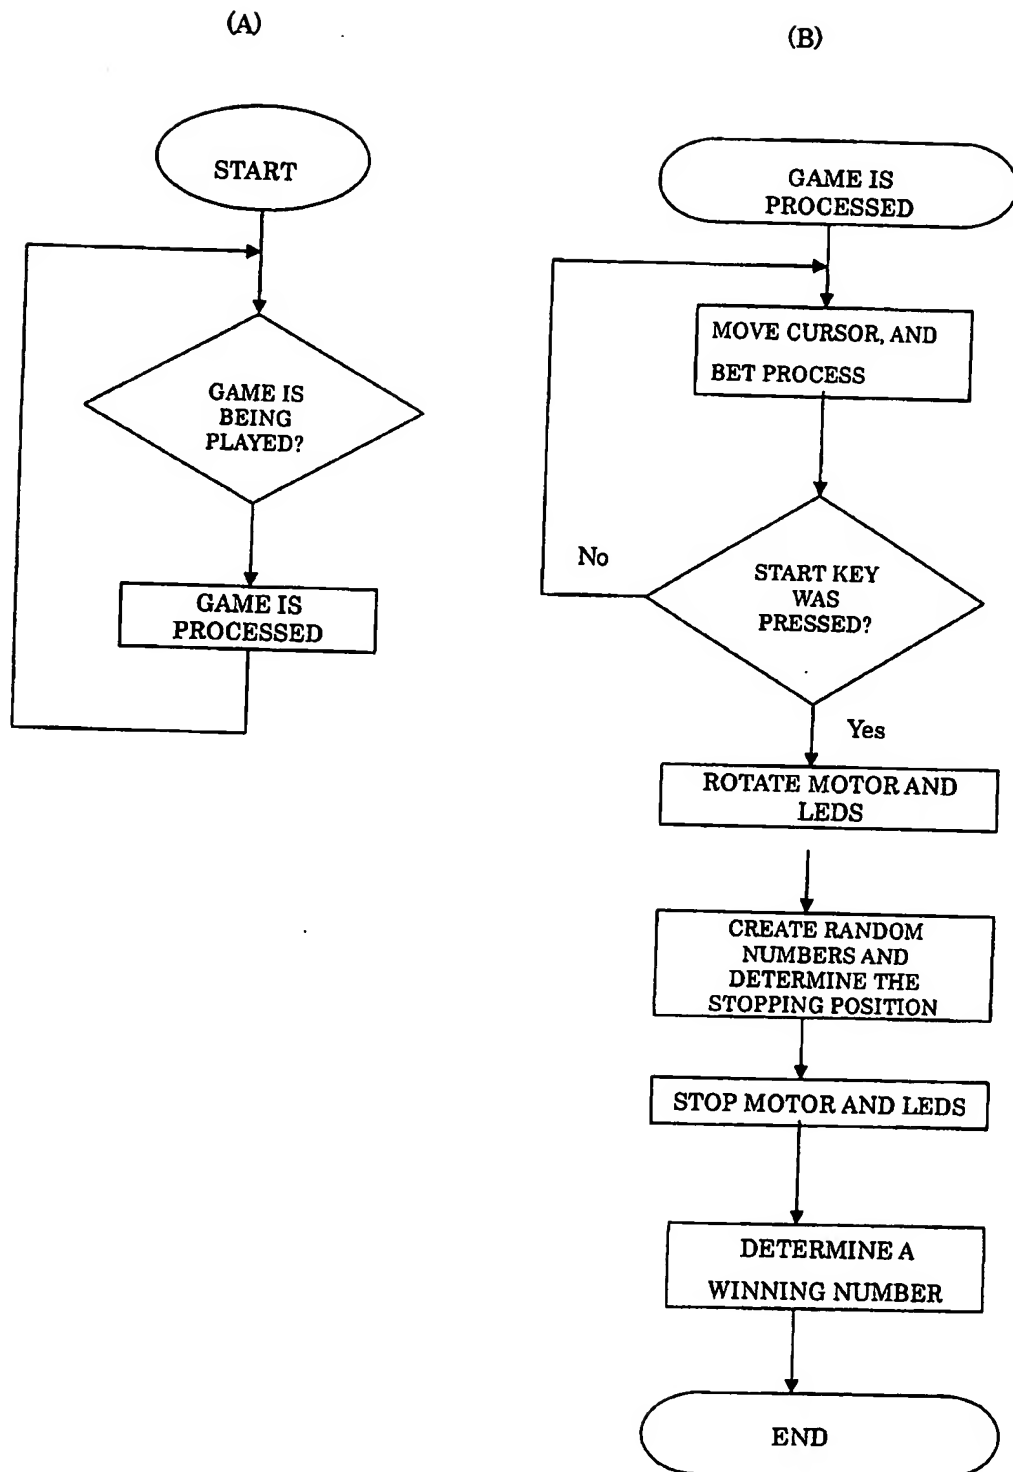 (A)
START
GAME IS
BEING
PLAYED?
GAME IS
PROCESSED
(B)
GAME IS
PROCESSED
MOVE CURSOR, AND
BET PROCESS
START KEY
WAS
PRESSED?
No
Yes
ROTATE MOTOR AND
LEDS
CREATE RANDOM
NUMBERS AND
DETERMINE THE
STOPPING POSITION
STOP MOTOR AND LEDS
DETERMINE A
WINNING NUMBER
END